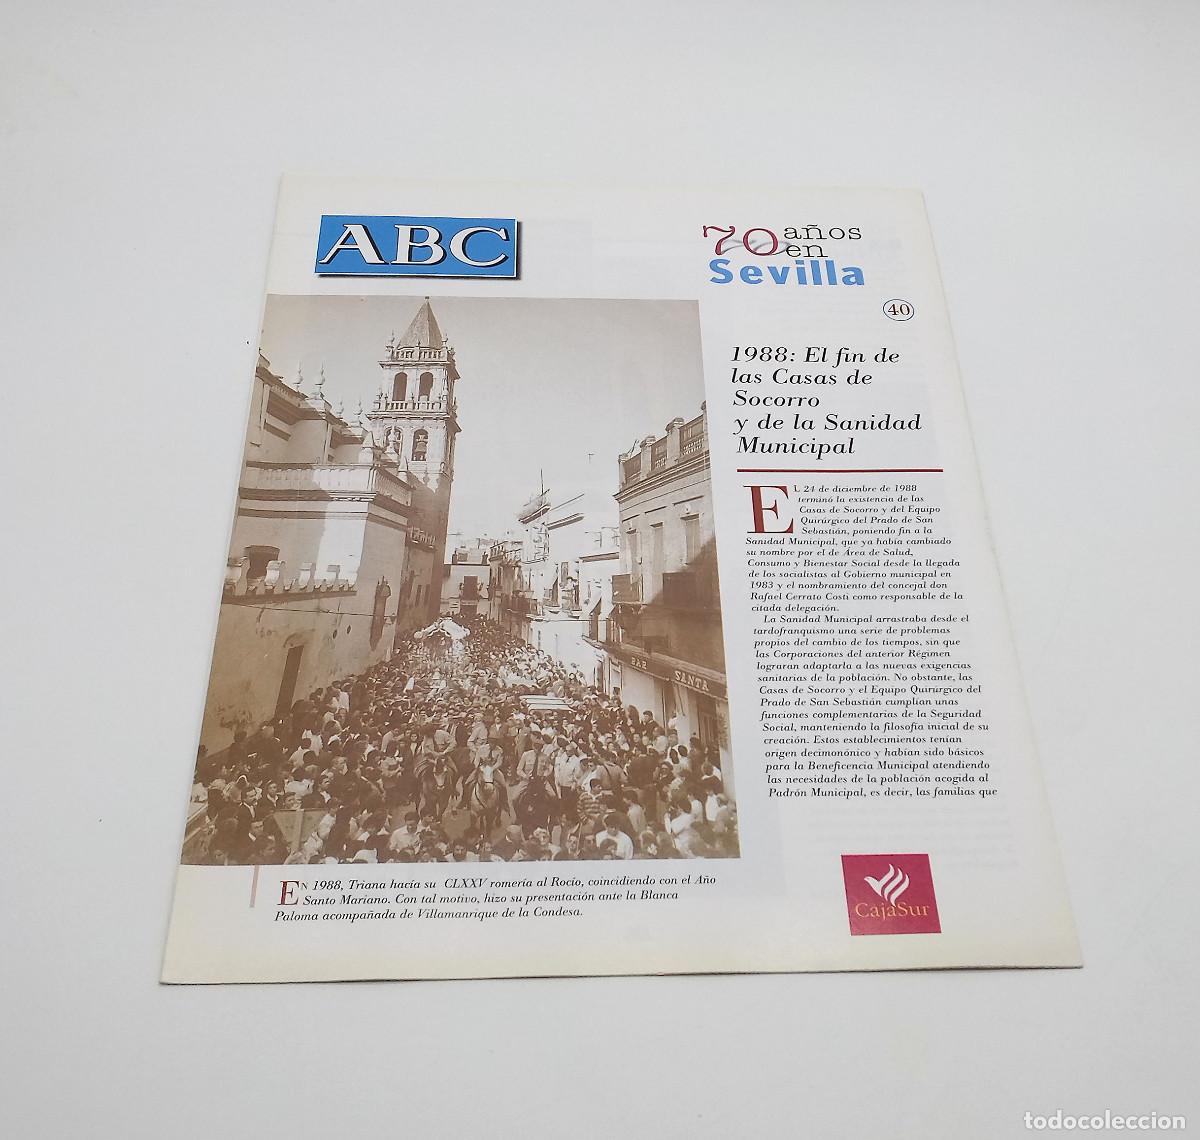 ABC
70 años
en
Sevilla
40
1988: El fin de
las Casas de
Socorro
y de la Sanidad
Municipal
EL 24 de diciembre de 1988
terminó la existencia de las
Casas de Socorro y del Equipo
Quirúrgico del Prado de San
Sebastián, poniendo fin a la
Sanidad Municipal, que ya había cambiado
su nombre por el de Área de Salud,
Consumo y Bienestar Social desde la llegada
de los socialistas al Gobierno municipal en
1983 y el nombramiento del concejal don
Rafael Cerrato Costi como responsable de la
citada delegación.
La Sanidad Municipal arrastraba desde el
tardofranquismo una serie de problemas
propios del cambio de los tiempos, sin que
las Corporaciones del anterior Régimen
lograran adaptarla a las nuevas exigencias
sanitarias de la población. No obstante, las
Casas de Socorro y el Equipo Quirúrgico del
Prado de San Sebastián cumplían unas
funciones complementarias de la Seguridad
Social, manteniendo la filosofía inicial de su
creación. Estos establecimientos tenían
origen decimonónico y habían sido básicos
para la Beneficencia Municipal atendiendo
las necesidades de la población acogida al
Padrón Municipal, es decir, las familias que
BAR SANTA
EN 1988, Triana hacía su CLXXV romería al Rocío, coincidiendo con el Año
Santo Mariano. Con tal motivo, hizo su presentación ante la Blanca
Paloma acompañada de Villamanrique de la Condesa.
CajaSur
todocoleccion